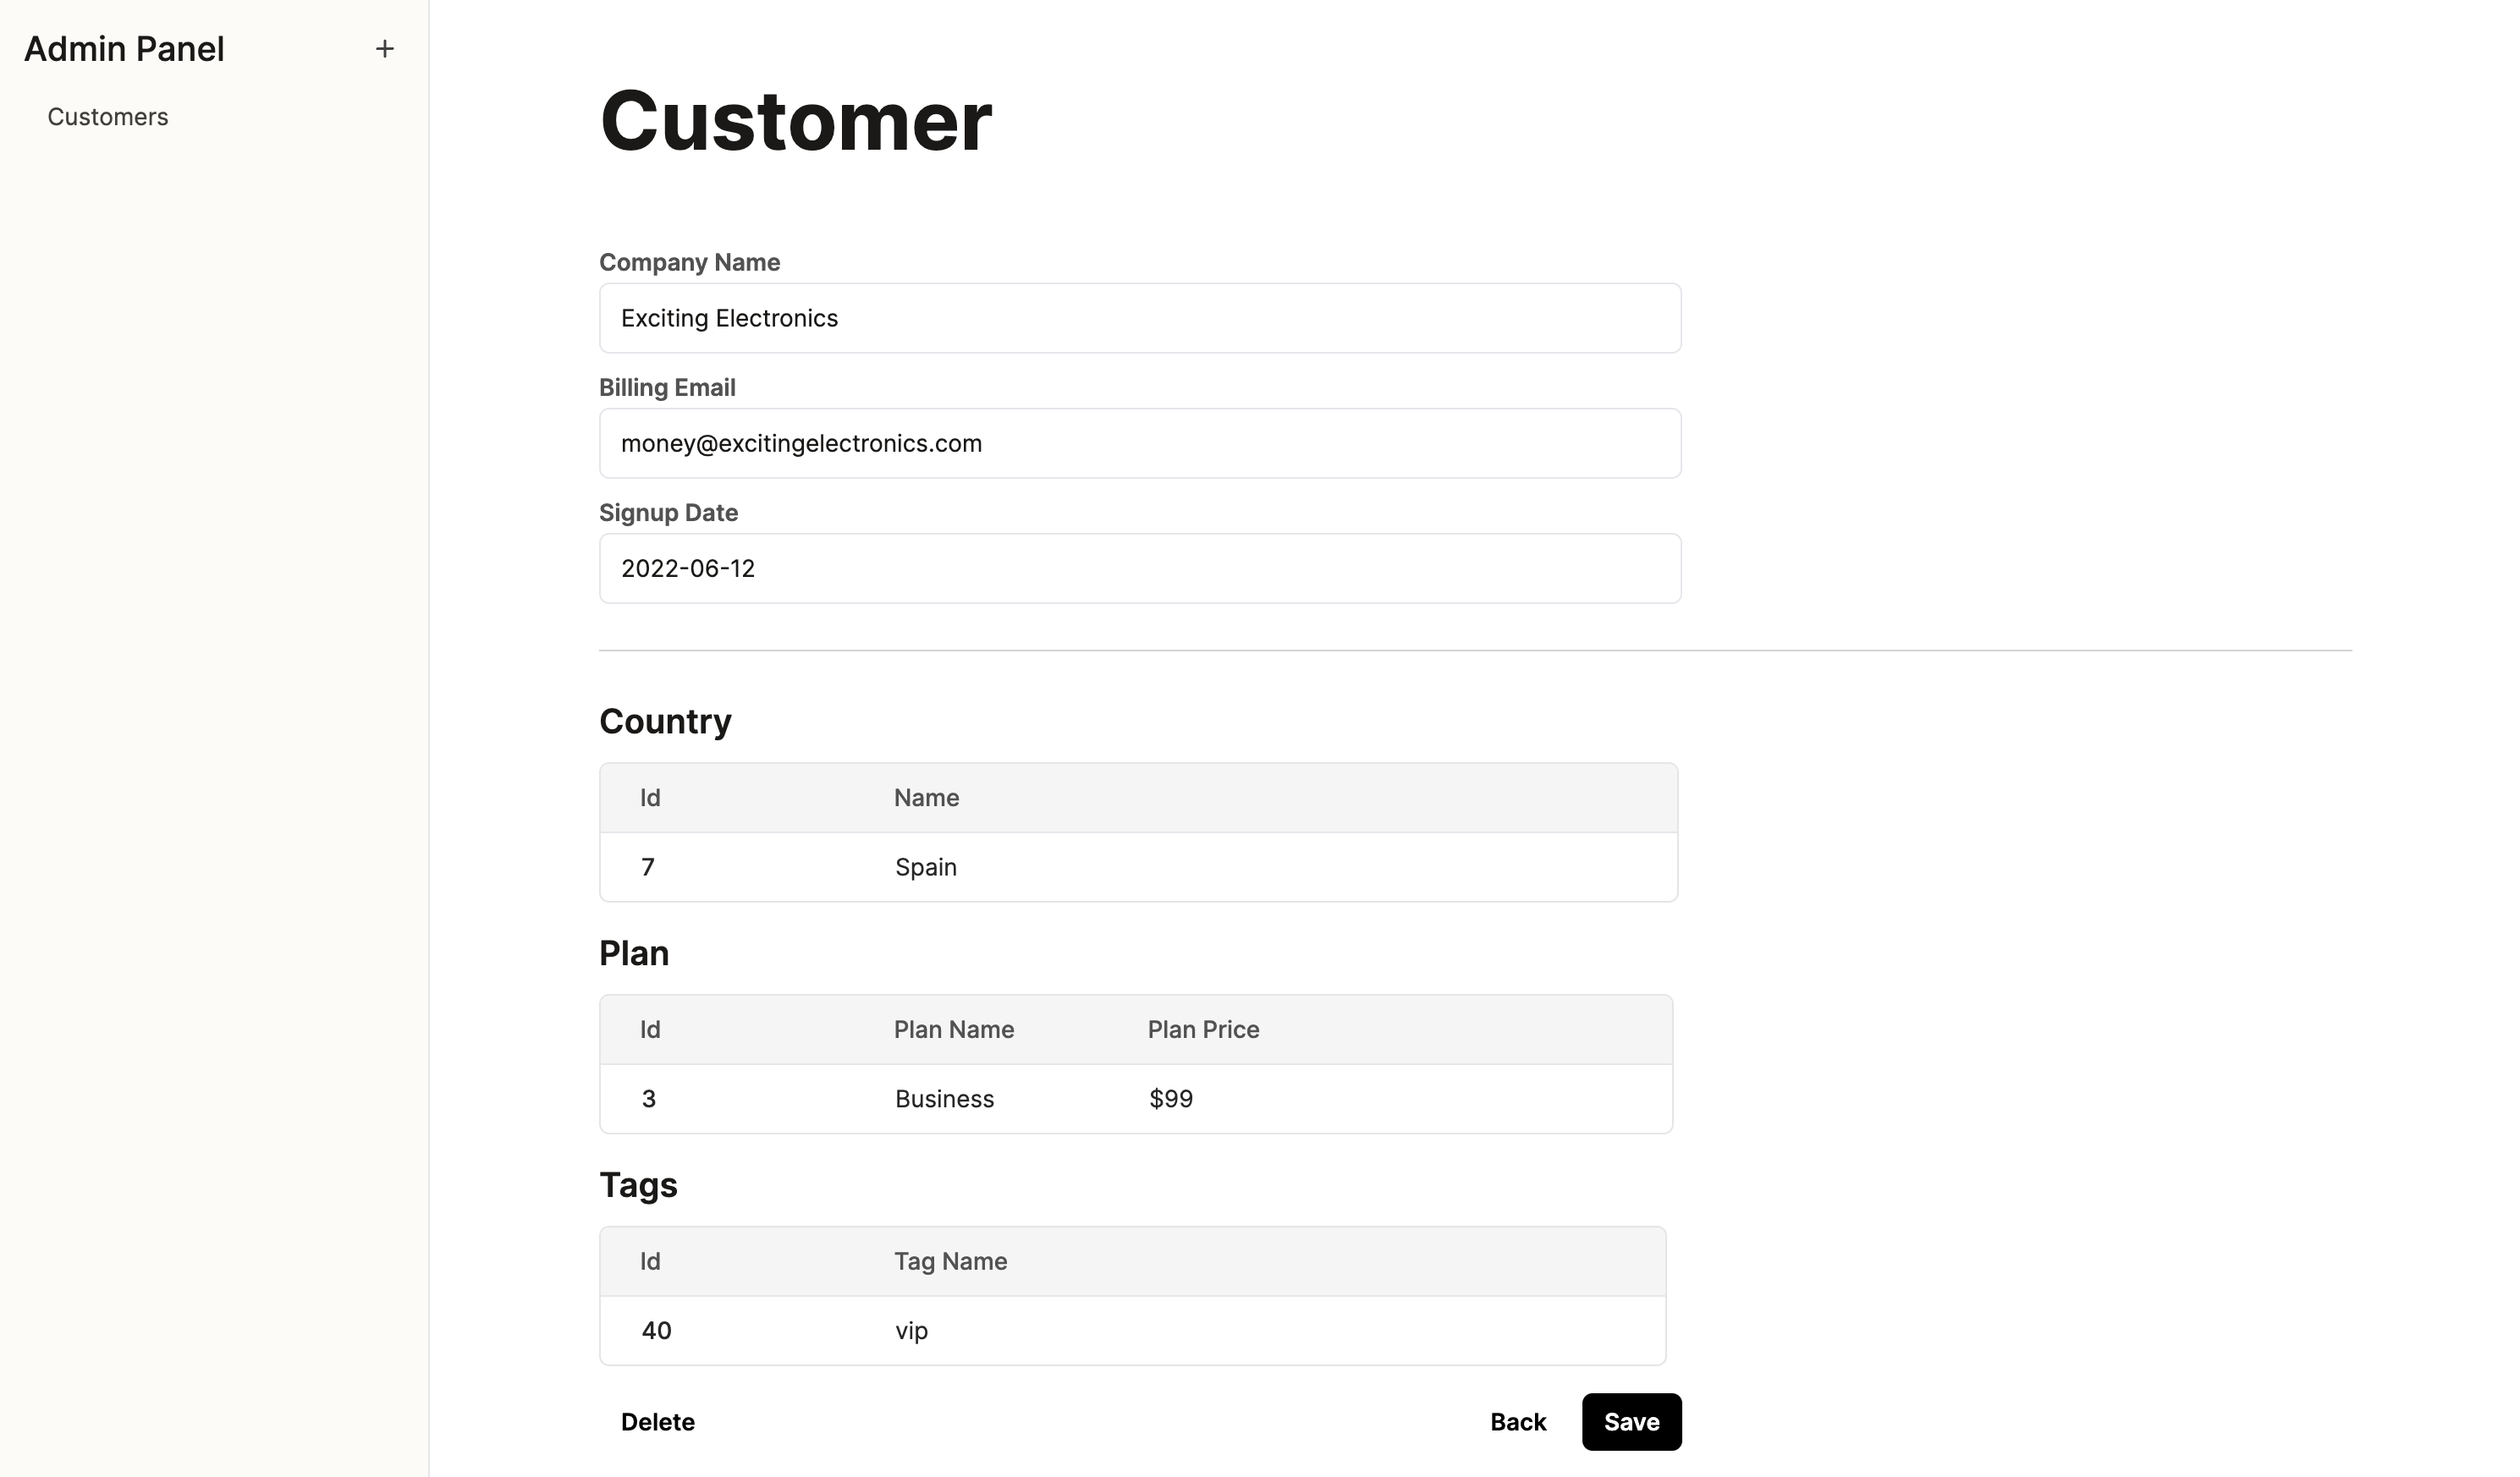 Admin Panel +
Customers
Customer
Company Name
Exciting Electronics
Billing Email
money@excitingelectronics.com
Signup Date
2022-06-12
Country
Id Name
7 Spain
Plan
Id Plan Name Plan Price
3 Business $99
Tags
Id Tag Name
40 vip
Delete Back Save